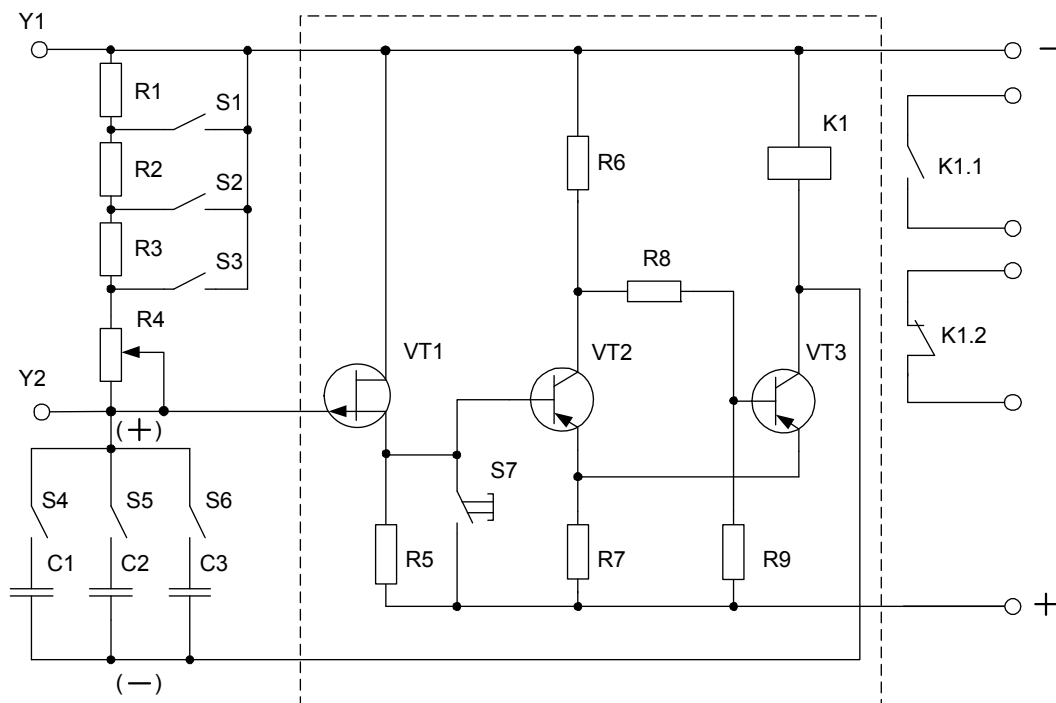 Y1
−
R1
S1
K1
R6
K1.1
R2
S2
R3
S3
R8
R4
VT1
VT2
VT3
K1.2
Y2
(+)
S7
S4
S5
S6
C1
C2
C3
R5
R7
R9
+
(−)